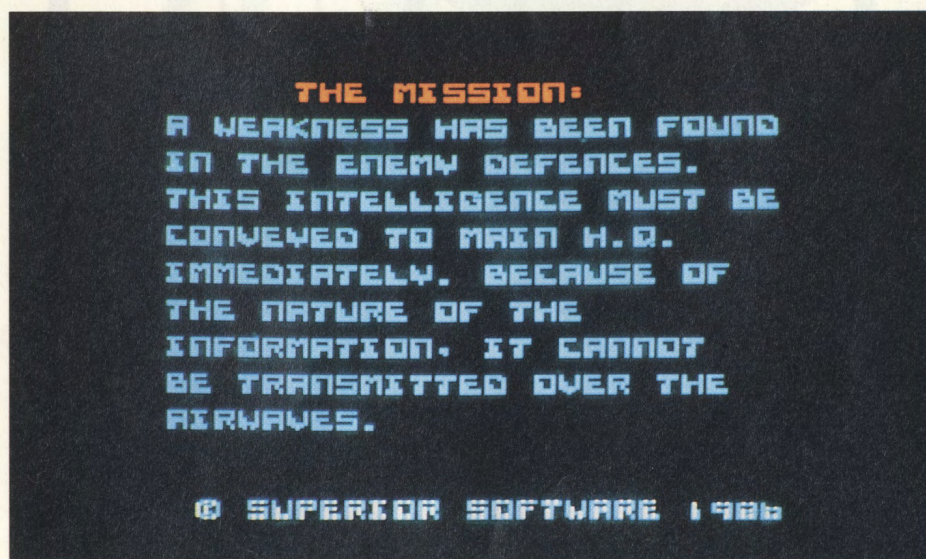 THE MISSION:
A WEAKNESS HAS BEEN FOUND
IN THE ENEMY DEFENCES.
THIS INTELLIGENCE MUST BE
CONVEYED TO MAIN H.Q.
IMMEDIATELY. BECAUSE OF
THE NATURE OF THE
INFORMATION, IT CANNOT
BE TRANSMITTED OVER THE
AIRWAVES.
© SUPERIOR SOFTWARE 1986